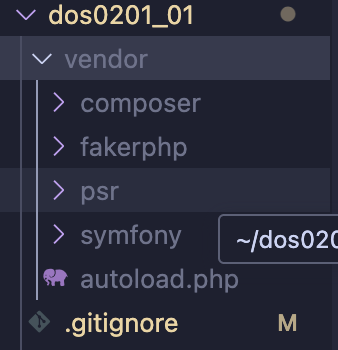 dos0201_01
vendor
composer
fakerphp
psr
symfony
~/dos020
autoload.php
.gitignore M